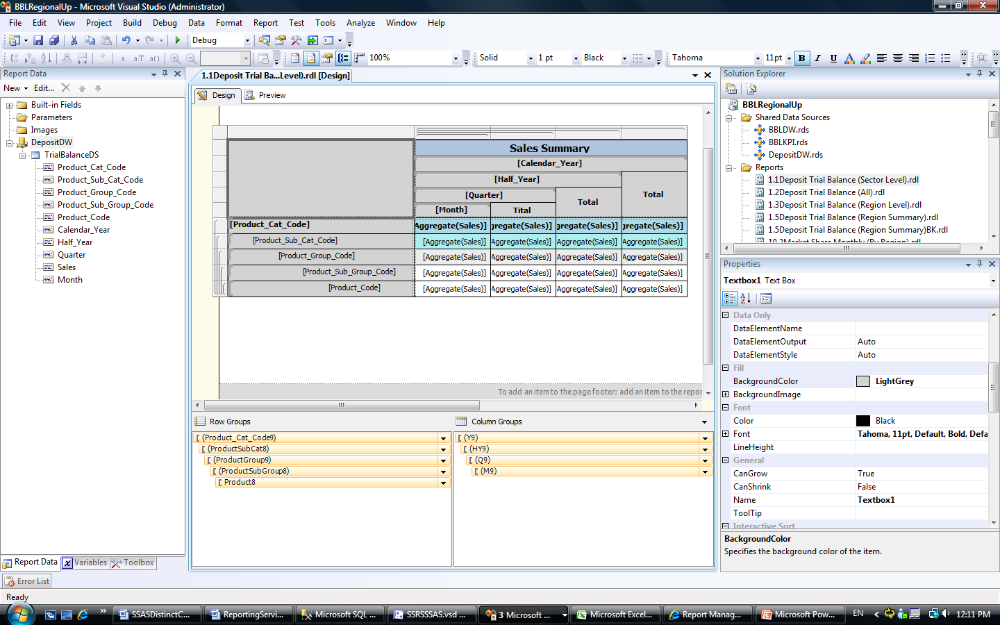 BBLRegionalUp - Microsoft Visual Studio (Administrator)
File Edit View Project Build Debug Data Format Report Test Tools Analyze Window Help
Debug
100% Solid 1 pt Black Tahoma 11pt B I U
Report Data
New Edit...
Built-in Fields
Parameters
Images
DepositDW
TrialBalanceDS
Product_Cat_Code
Product_Sub_Cat_Code
Product_Group_Code
Product_Sub_Group_Code
Product_Code
Calendar_Year
Half_Year
Quarter
Sales
Month
Report Data Variables Toolbox
Error List
Ready
1.1Deposit Trial Ba...Level).rdl [Design]
Design Preview
Sales Summary
[Calendar_Year]
[Half_Year] Total
[Quarter] Total
[Month] Tital
[Product_Cat_Code] Aggregate(Sales)] gregate(Sales)] gregate(Sales)] gregate(Sales)]
[Product_Sub_Cat_Code] [Aggregate(Sales)] Aggregate(Sales)] Aggregate(Sales)] Aggregate(Sales)]
[Product_Group_Code] [Aggregate(Sales)] Aggregate(Sales)] Aggregate(Sales)] Aggregate(Sales)]
[Product_Sub_Group_Code] [Aggregate(Sales)] Aggregate(Sales)] Aggregate(Sales)] Aggregate(Sales)]
[Product_Code] [Aggregate(Sales)] Aggregate(Sales)] Aggregate(Sales)] Aggregate(Sales)]
To add an item to the page footer: add an item to the repor
Row Groups
(Product_Cat_Code9)
(ProductSubCat8)
(ProductGroup9)
(ProductSubGroup8)
Product8
Column Groups
(Y9)
(HY9)
(Q9)
(M9)
Solution Explorer
BBLRegionalUp
Shared Data Sources
BBLDW.rds
BBLKPI.rds
DepositDW.rds
Reports
1.1Deposit Trial Balance (Sector Level).rdl
1.2Deposit Trial Balance (All).rdl
1.3Deposit Trial Balance (Region Level).rdl
1.5Deposit Trial Balance (Region Summary).rdl
1.5Deposit Trial Balance (Region Summary)BK.rdl
10.2Market Share Monthly (By Region).rdl
Properties
Textbox1 Text Box
Data Only
DataElementName
DataElementOutput Auto
DataElementStyle Auto
Fill
BackgroundColor LightGrey
BackgroundImage
Font
Color Black
Font Tahoma, 11pt, Default, Bold, Defa
LineHeight
General
CanGrow True
CanShrink False
Name Textbox1
ToolTip
Interactive Sort
BackgroundColor
Specifies the background color of the item.
SSASDistinctC... ReportingServi... Microsoft SQL ... SSRSSSAS.vsd ... 3 Microsoft ... Microsoft Excel... Report Manag... Microsoft Pow... EN 12:11 PM